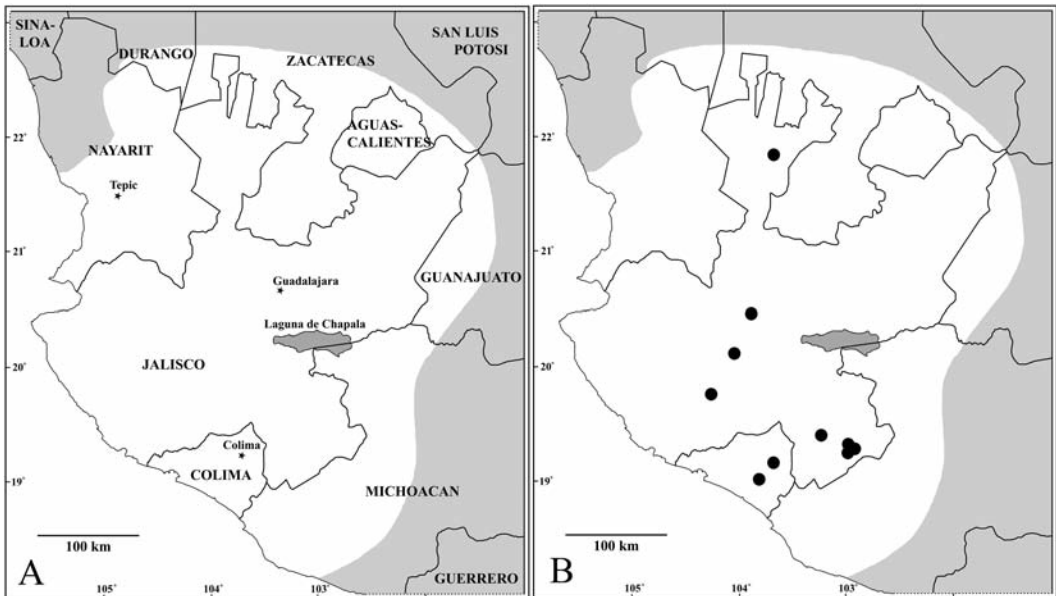 SINA-
LOA
DURANGO
ZACATECAS
SAN LUIS
POTOSI
22´
NAYARIT
AGUAS-
CALIENTES
Tepic
21´
Guadalajara
GUANAJUATO
Laguna de Chapala
JALISCO
20´
Colima
COLIMA
19´
MICHOACAN
100 km
A
GUERRERO
105´
104´
103´
22´
21´
20´
19´
100 km
B
104´
103´